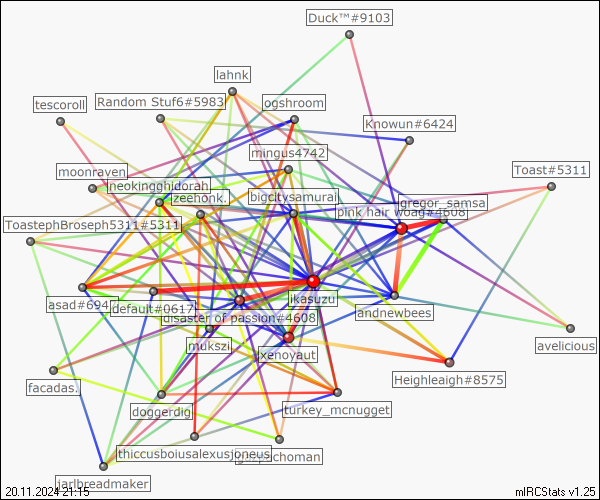 Duck™#9103
lahnk
tescoroll
Random Stuf6#5983
ogshroom
Knowun#6424
mingus4742
moonraven
Toast#5311
neokingghidorah
zeehonk.
bigcitysamurai
gregor_samsa
pink hair woag#4608
ToastephBroseph5311#5311
ikasuzu
asad#694
default#0617
disaster of passion#4608
andnewbees
mukszi
xenoyaut
avelicious
facadas.
Heighleaigh#8575
doggerdig
turkey_mcnugget
thiccusboiusalexusjoneus
jarlbreadmaker
20.11.2024 21:15
mIRCStats v1.25